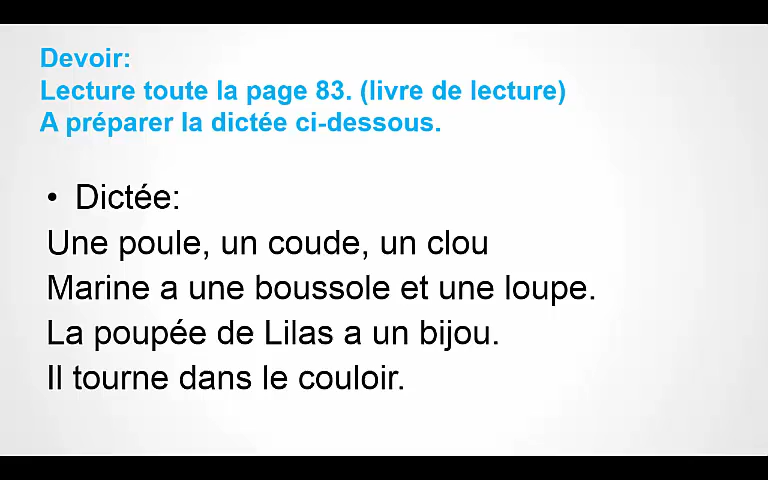 Devoir:
Lecture toute la page 83. (livre de lecture)
A préparer la dictée ci-dessous.
• Dictée:
Une poule, un coude, un clou
Marine a une boussole et une loupe.
La poupée de Lilas a un bijou.
Il tourne dans le couloir.